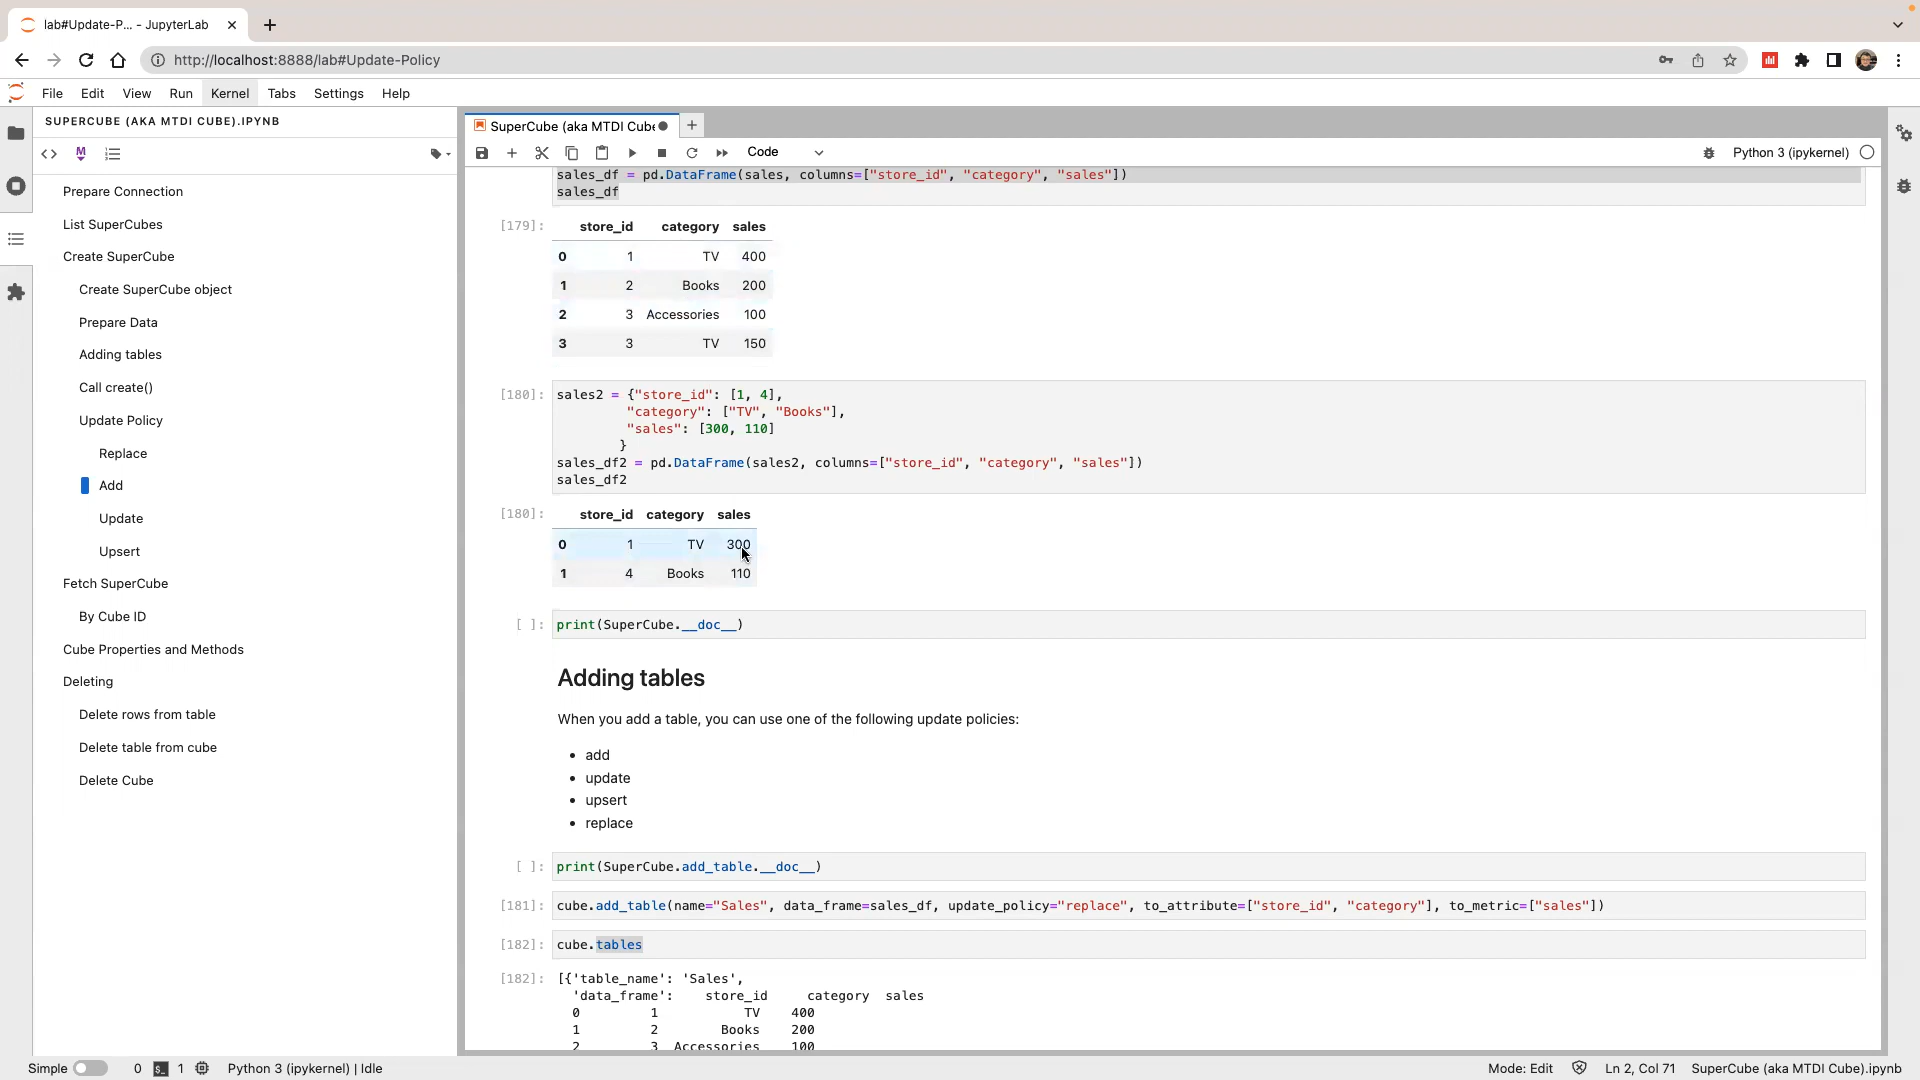 lab#Update-P... - JupyterLab
http://localhost:8888/lab#Update-Policy
File Edit View Run Kernel Tabs Settings Help
SUPERCUBE (AKA MTDI CUBE).IPYNB
Prepare Connection
List SuperCubes
Create SuperCube
Create SuperCube object
Prepare Data
Adding tables
Call create()
Update Policy
Replace
Add
Update
Upsert
Fetch SuperCube
By Cube ID
Cube Properties and Methods
Deleting
Delete rows from table
Delete table from cube
Delete Cube
SuperCube (aka MTDI Cube
Code
Python 3 (ipykernel)
sales_df = pd.DataFrame(sales, columns=["store_id", "category", "sales"])
sales_df
[179]: store_id category sales
0 1 TV 400
1 2 Books 200
2 3 Accessories 100
3 3 TV 150
[180]: sales2 = {"store_id": [1, 4],
"category": ["TV", "Books"],
"sales": [300, 110]
}
sales_df2 = pd.DataFrame(sales2, columns=["store_id", "category", "sales"])
sales_df2
[180]: store_id category sales
0 1 TV 300
1 4 Books 110
[ ]: print(SuperCube.__doc__)
Adding tables
When you add a table, you can use one of the following update policies:
• add
• update
• upsert
• replace
[ ]: print(SuperCube.add_table.__doc__)
[181]: cube.add_table(name="Sales", data_frame=sales_df, update_policy="replace", to_attribute=["store_id", "category"], to_metric=["sales"])
[182]: cube.tables
[182]: [{'table_name': 'Sales',
'data_frame': store_id category sales
0 1 TV 400
1 2 Books 200
2 3 Accessories 100
Simple 0 1 Python 3 (ipykernel) | Idle
Mode: Edit Ln 2, Col 71 SuperCube (aka MTDI Cube).ipynb